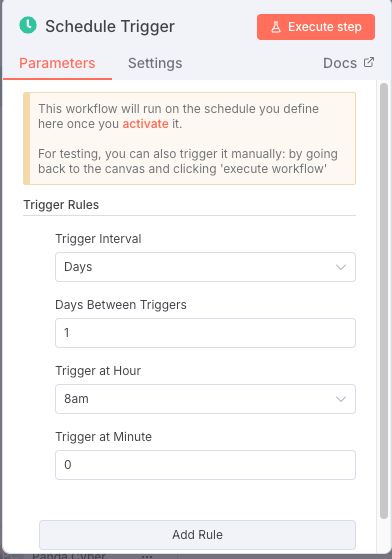 Schedule Trigger
Execute step
Parameters
Settings
Docs
This workflow will run on the schedule you define
here once you activate it.
For testing, you can also trigger it manually: by going
back to the canvas and clicking 'execute workflow'
Trigger Rules
Trigger Interval
Days
Days Between Triggers
1
Trigger at Hour
8am
Trigger at Minute
0
Add Rule